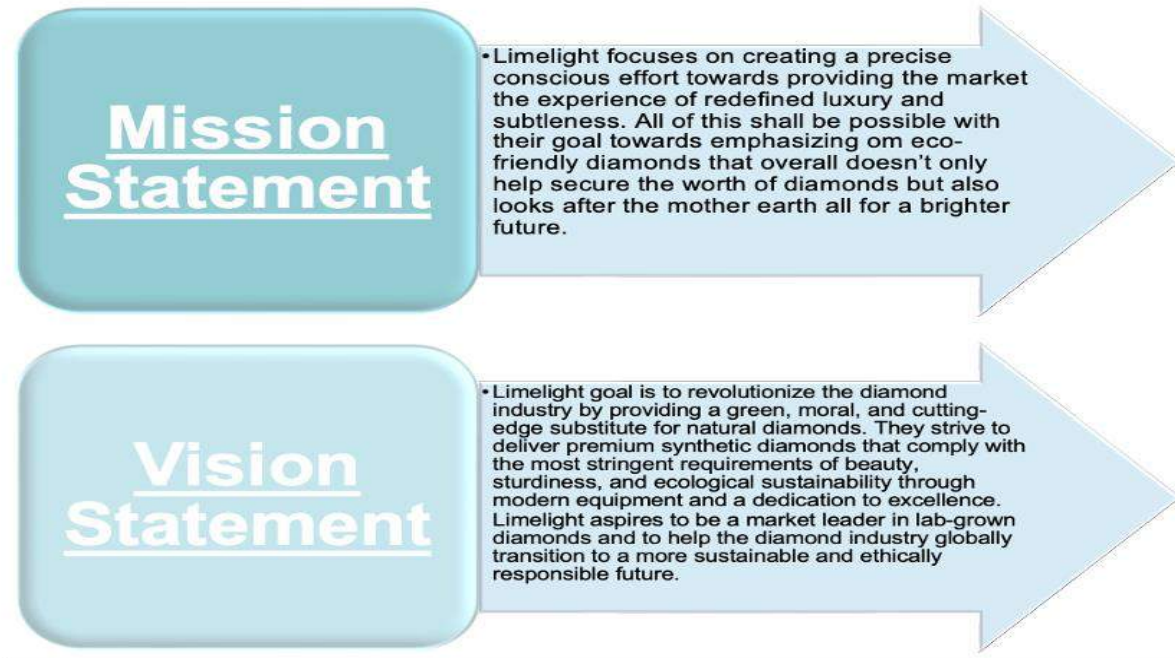 Mission
Statement
•Limelight focuses on creating a precise
conscious effort towards providing the market
the experience of redefined luxury and
subtleness. All of this shall be possible with
their goal towards emphasizing om eco-
friendly diamonds that overall doesn't only
help secure the worth of diamonds but also
looks after the mother earth all for a brighter
future.
Vision
Statement
•Limelight goal is to revolutionize the diamond
industry by providing a green, moral, and cutting-
edge substitute for natural diamonds. They strive to
deliver premium synthetic diamonds that comply with
the most stringent requirements of beauty,
sturdiness, and ecological sustainability through
modern equipment and a dedication to excellence.
Limelight aspires to be a market leader in lab-grown
diamonds and to help the diamond industry globally
transition to a more sustainable and ethically
responsible future.